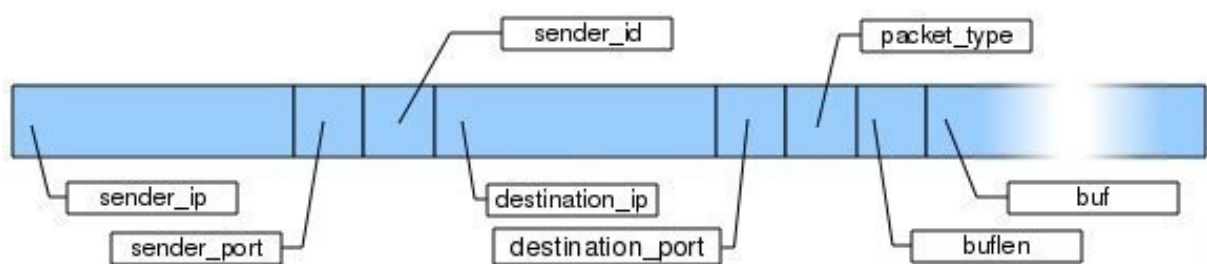 sender_id
packet_type
sender_ip
destination_ip
buf
sender_port
destination_port
buflen